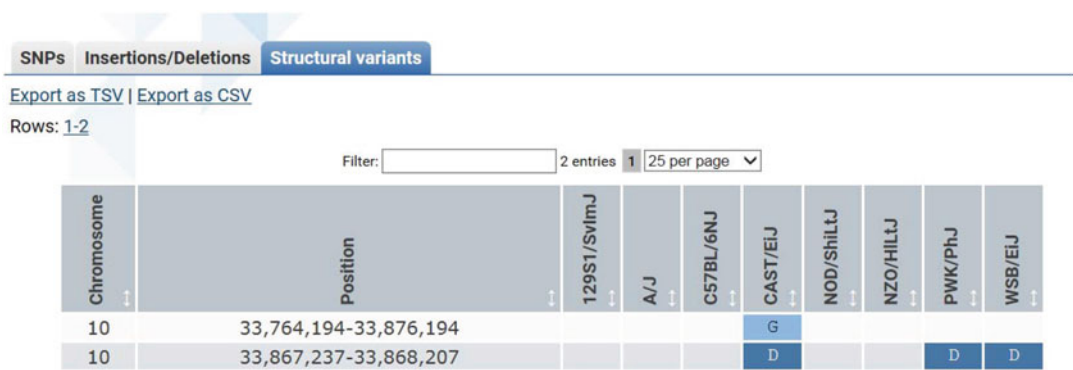 SNPs Insertions/Deletions Structural variants
Export as TSV | Export as CSV
Rows: 1-2
Filter: 2 entries 1 25 per page
Chromosome Position 129S1/SvImJ A/J C57BL/6NJ CAST/EiJ NOD/ShiLtJ NZO/HlLtJ PWK/PhJ WSB/EiJ
10 33,764,194-33,876,194 G
10 33,867,237-33,868,207 D D D